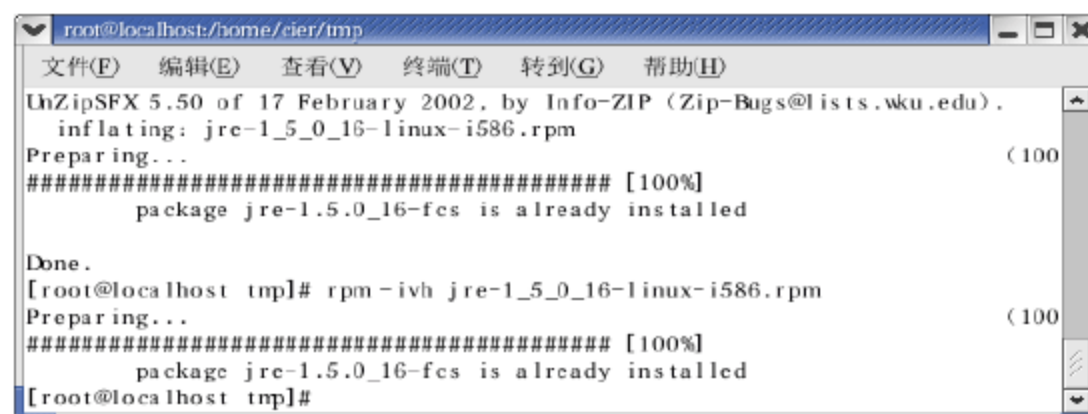 root@localhost:/home/cier/tmp
文件(F) 编辑(E) 查看(V) 终端(T) 转到(G) 帮助(H)
UnZipSFX 5.50 of 17 February 2002, by Info-ZIP (Zip-Bugs@lists.wku.edu).
  inflating: jre-1_5_0_16-linux-i586.rpm
Preparing... (100
########################################### [100%]
        package jre-1.5.0_16-fcs is already installed
Done.
[root@localhost tmp]# rpm -ivh jre-1_5_0_16-linux-i586.rpm
Preparing... (100
########################################### [100%]
        package jre-1.5.0_16-fcs is already installed
[root@localhost tmp]#